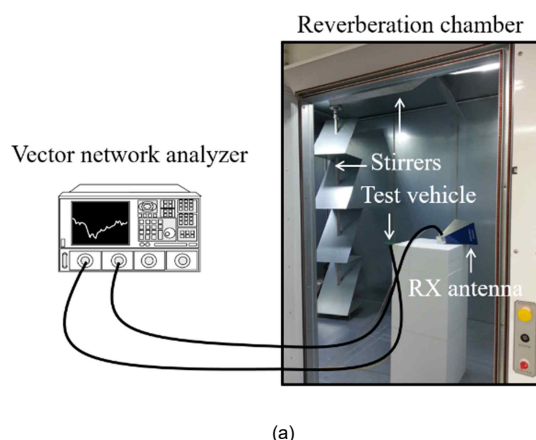 Reverberation chamber
Vector network analyzer
Stirrers
Test vehicle
RX antenna
(a)